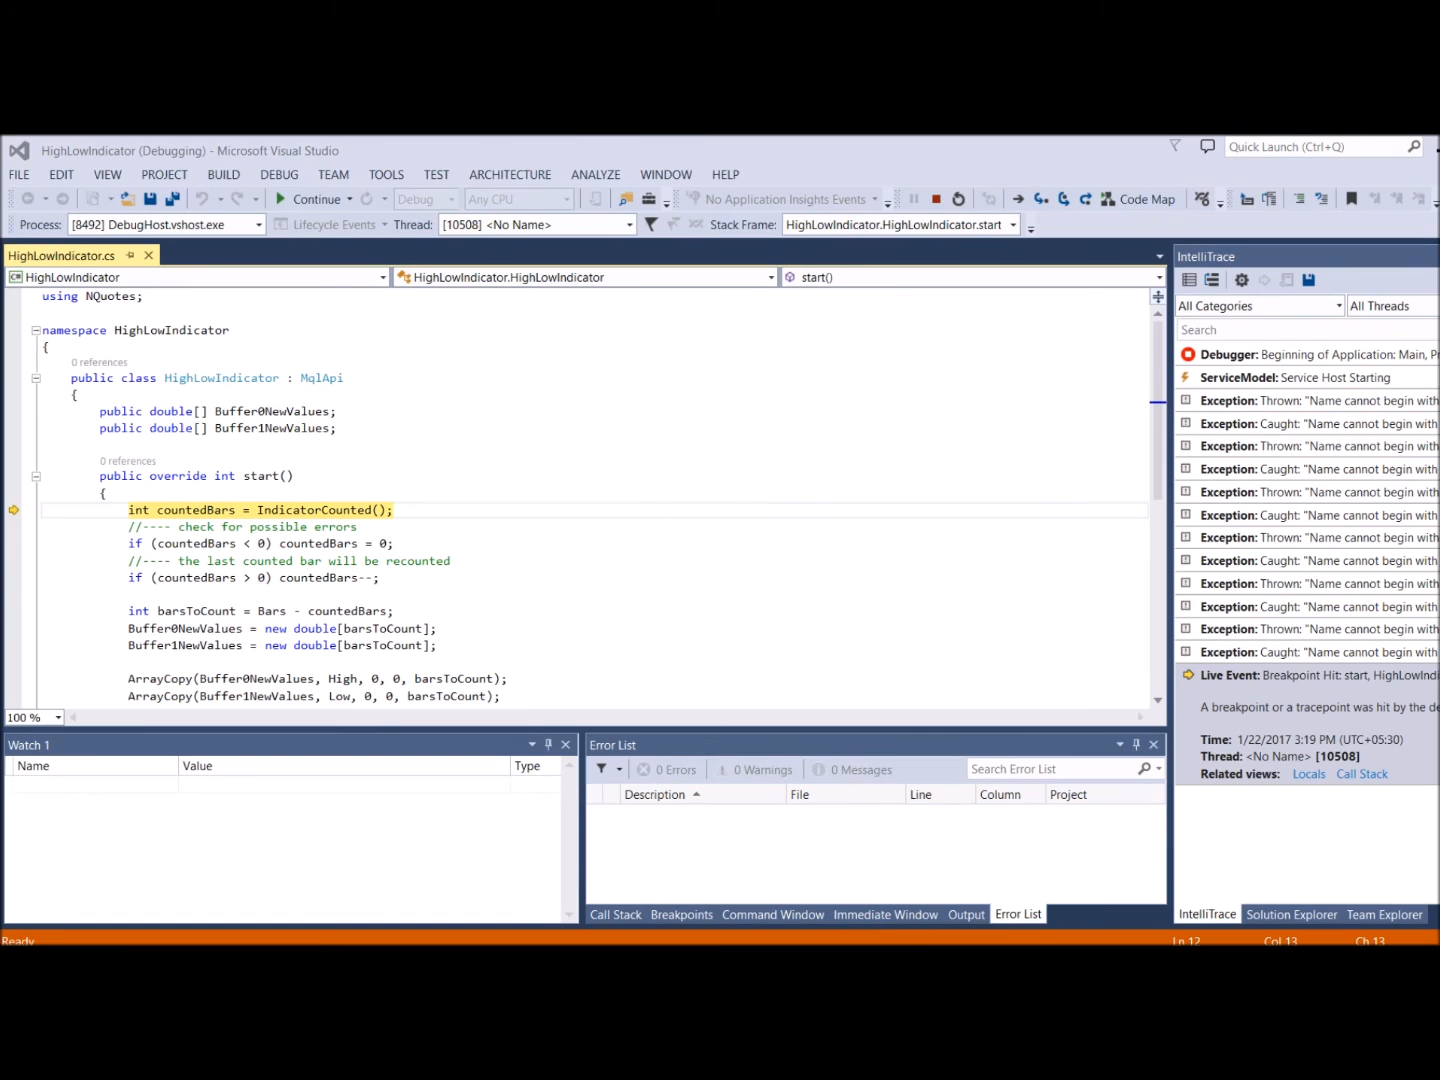 HighLowIndicator (Debugging) - Microsoft Visual Studio
Quick Launch (Ctrl+Q)
FILE EDIT VIEW PROJECT BUILD DEBUG TEAM TOOLS TEST ARCHITECTURE ANALYZE WINDOW HELP
Continue Debug Any CPU No Application Insights Events Code Map
Process: [8492] DebugHost.vshost.exe Lifecycle Events Thread: [10508] <No Name> Stack Frame: HighLowIndicator.HighLowIndicator.start
HighLowIndicator.cs
HighLowIndicator HighLowIndicator.HighLowIndicator start()
using NQuotes;
namespace HighLowIndicator
{
0 references
public class HighLowIndicator : MqlApi
{
public double[] Buffer0NewValues;
public double[] Buffer1NewValues;
0 references
public override int start()
{
int countedBars = IndicatorCounted();
//---- check for possible errors
if (countedBars < 0) countedBars = 0;
//---- the last counted bar will be recounted
if (countedBars > 0) countedBars--;
int barsToCount = Bars - countedBars;
Buffer0NewValues = new double[barsToCount];
Buffer1NewValues = new double[barsToCount];
ArrayCopy(Buffer0NewValues, High, 0, 0, barsToCount);
ArrayCopy(Buffer1NewValues, Low, 0, 0, barsToCount);
100 %
IntelliTrace
All Categories All Threads
Search
Debugger: Beginning of Application: Main, Pr
ServiceModel: Service Host Starting
Exception: Thrown: "Name cannot begin with
Exception: Caught: "Name cannot begin with
Exception: Thrown: "Name cannot begin with
Exception: Caught: "Name cannot begin with
Exception: Thrown: "Name cannot begin with
Exception: Caught: "Name cannot begin with
Exception: Thrown: "Name cannot begin with
Exception: Caught: "Name cannot begin with
Exception: Thrown: "Name cannot begin with
Exception: Caught: "Name cannot begin with
Exception: Thrown: "Name cannot begin with
Exception: Caught: "Name cannot begin with
Live Event: Breakpoint Hit: start, HighLowIndi
A breakpoint or a tracepoint was hit by the de
Time: 1/22/2017 3:19 PM (UTC+05:30)
Thread: <No Name> [10508]
Related views: Locals Call Stack
Watch 1
Name Value Type
Error List
0 Errors 0 Warnings 0 Messages Search Error List
Description File Line Column Project
Call Stack Breakpoints Command Window Immediate Window Output Error List
IntelliTrace Solution Explorer Team Explorer
Ready Ln 12 Col 13 Ch 13